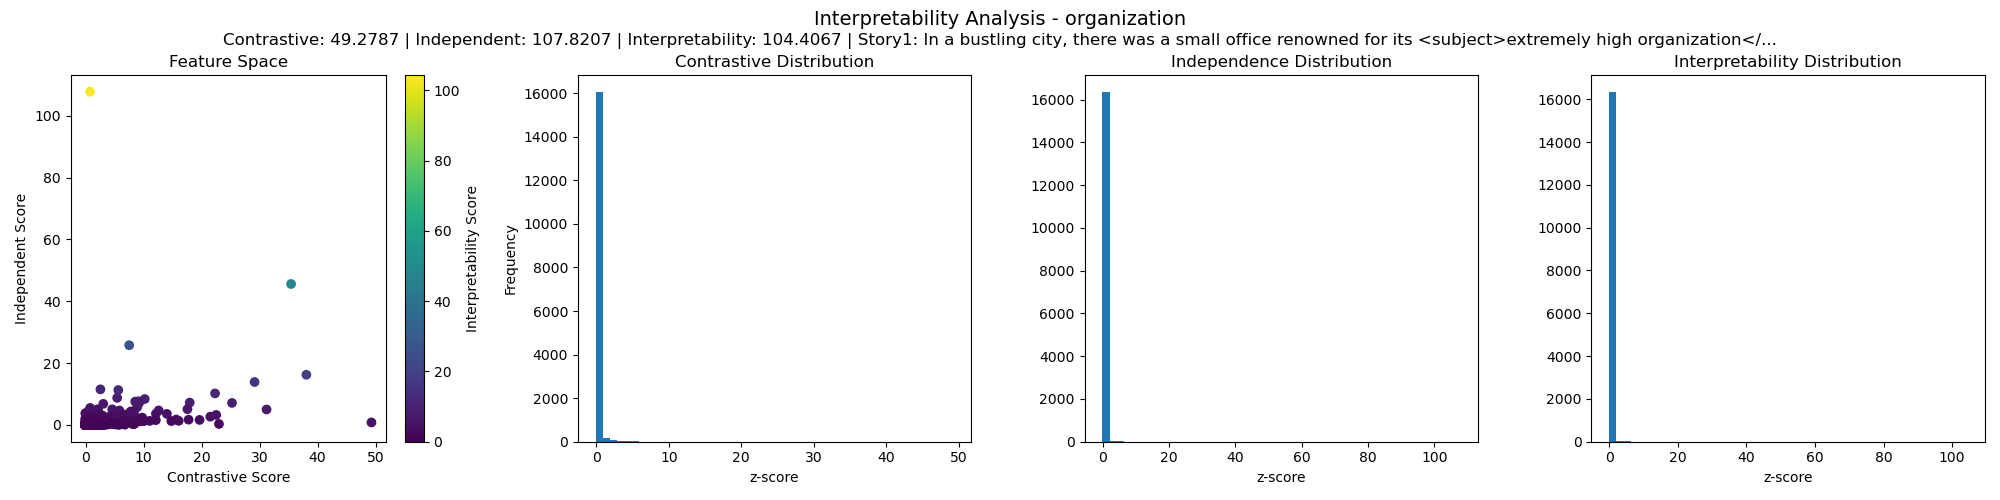 Interpretability Analysis - organization
Contrastive: 49.2787 | Independent: 107.8207 | Interpretability: 104.4067 | Story1: In a bustling city, there was a small office renowned for its <subject>extremely high organization</...
Feature Space
Independent Score
100
80
60
40
20
0
0 10 20 30 40 50
Contrastive Score
100
80
60
40
20
0
Interpretability Score
Contrastive Distribution
Frequency
16000
14000
12000
10000
8000
6000
4000
2000
0
0 10 20 30 40 50
z-score
Independence Distribution
16000
14000
12000
10000
8000
6000
4000
2000
0
0 20 40 60 80 100
z-score
Interpretability Distribution
16000
14000
12000
10000
8000
6000
4000
2000
0
0 20 40 60 80 100
z-score